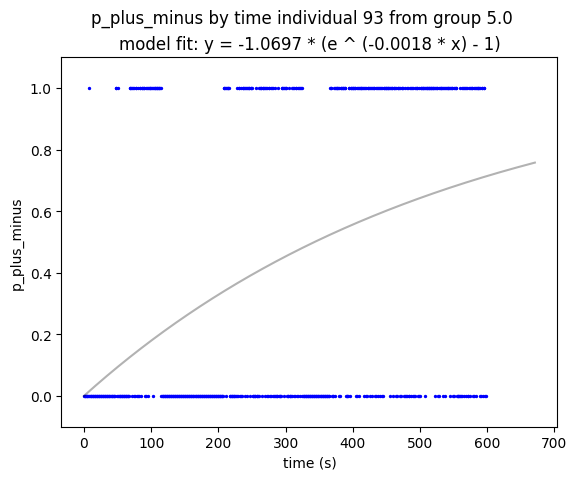 p_plus_minus by time individual 93 from group 5.0
model fit: y = -1.0697 * (e ^ (-0.0018 * x) - 1)
1.0
0.8
0.6
0.4
0.2
0.0
p_plus_minus
0 100 200 300 400 500 600 700
time (s)